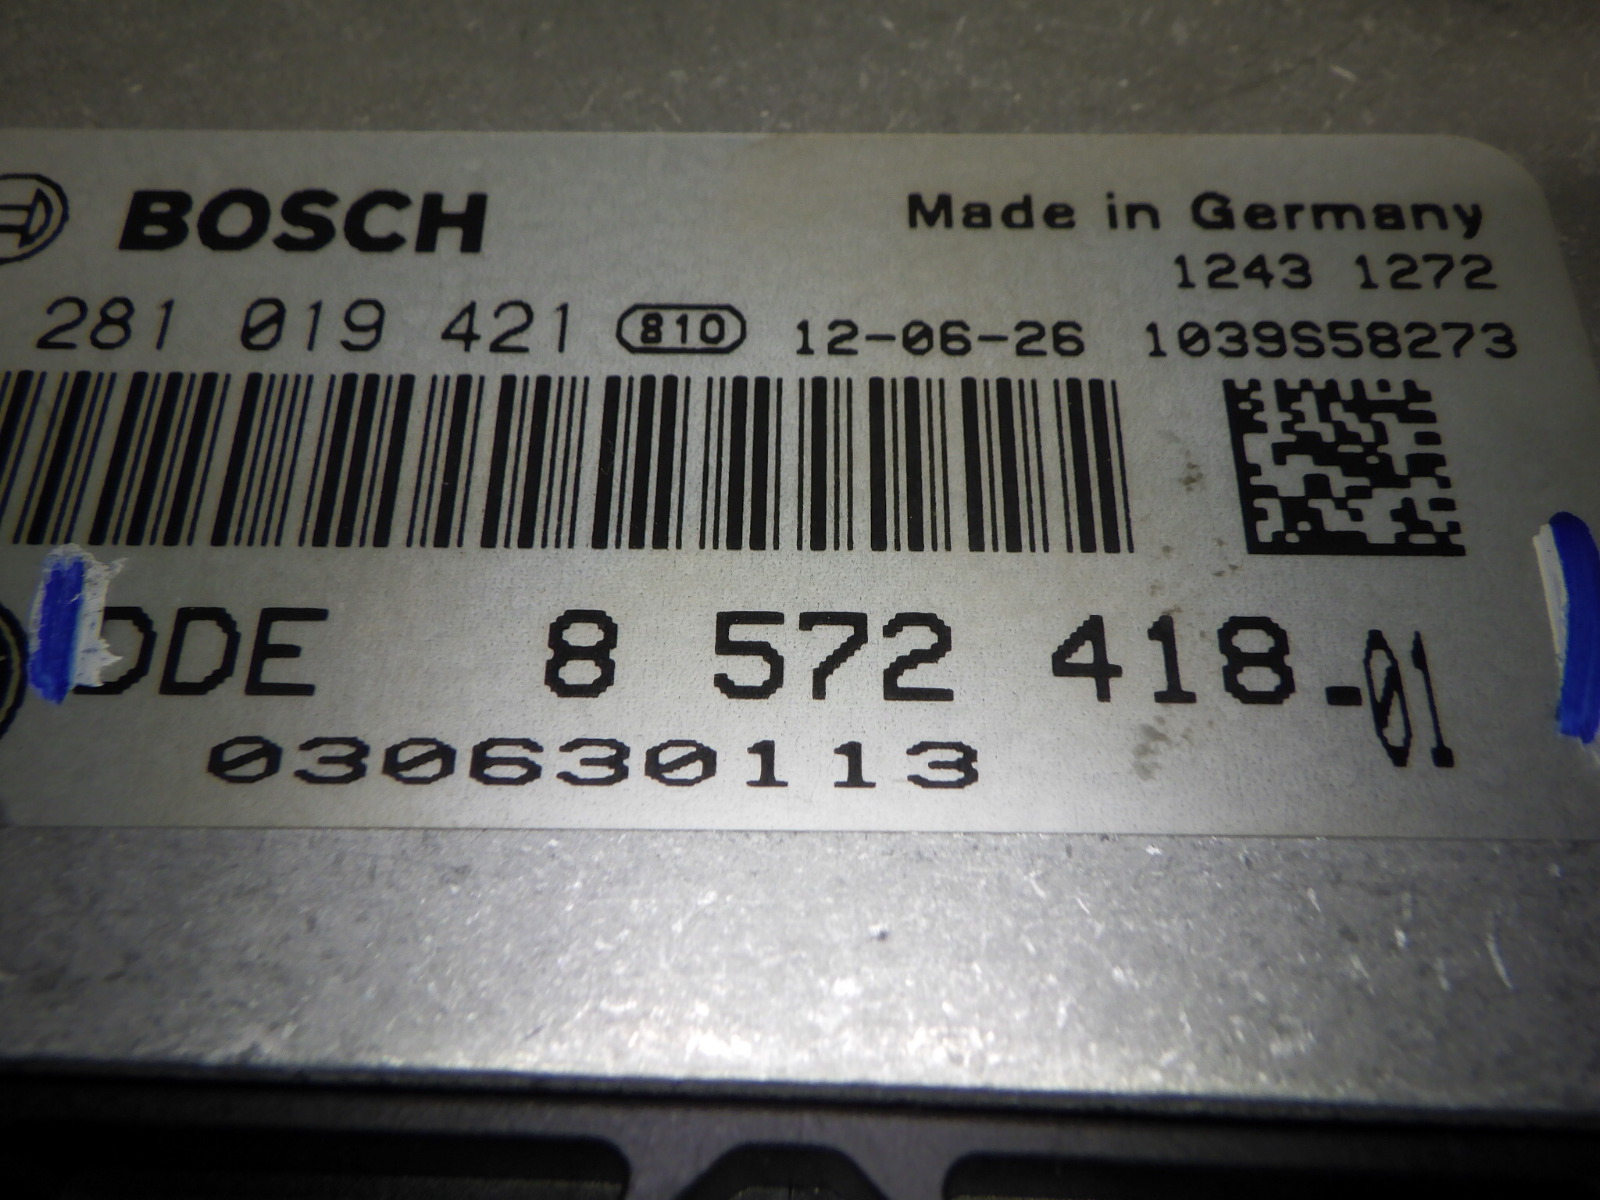 BOSCH Made in Germany
1243 1272
281 019 421 810 12-06-26 1039S58273
DDE 8 572 418-01
030630113